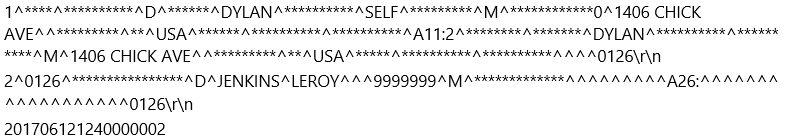 1^****^**********^D^******^DYLAN^**********^SELF^*********^M^************0^1406 CHICK
AVE^^*********^**^USA^******^**********^**********^A11:2^********^*******^DYLAN^**********^*********
****^M^1406 CHICK AVE^^*********^**^USA^*****^**********^**********^^^^0126\r\n
2^0126^****************^D^JENKINS^LEROY^^^9999999^M^*************^^^^^^^^^A26:^^^^^^^
^^^^^^^^^^^^^^^^^^0126\r\n
201706121240000002